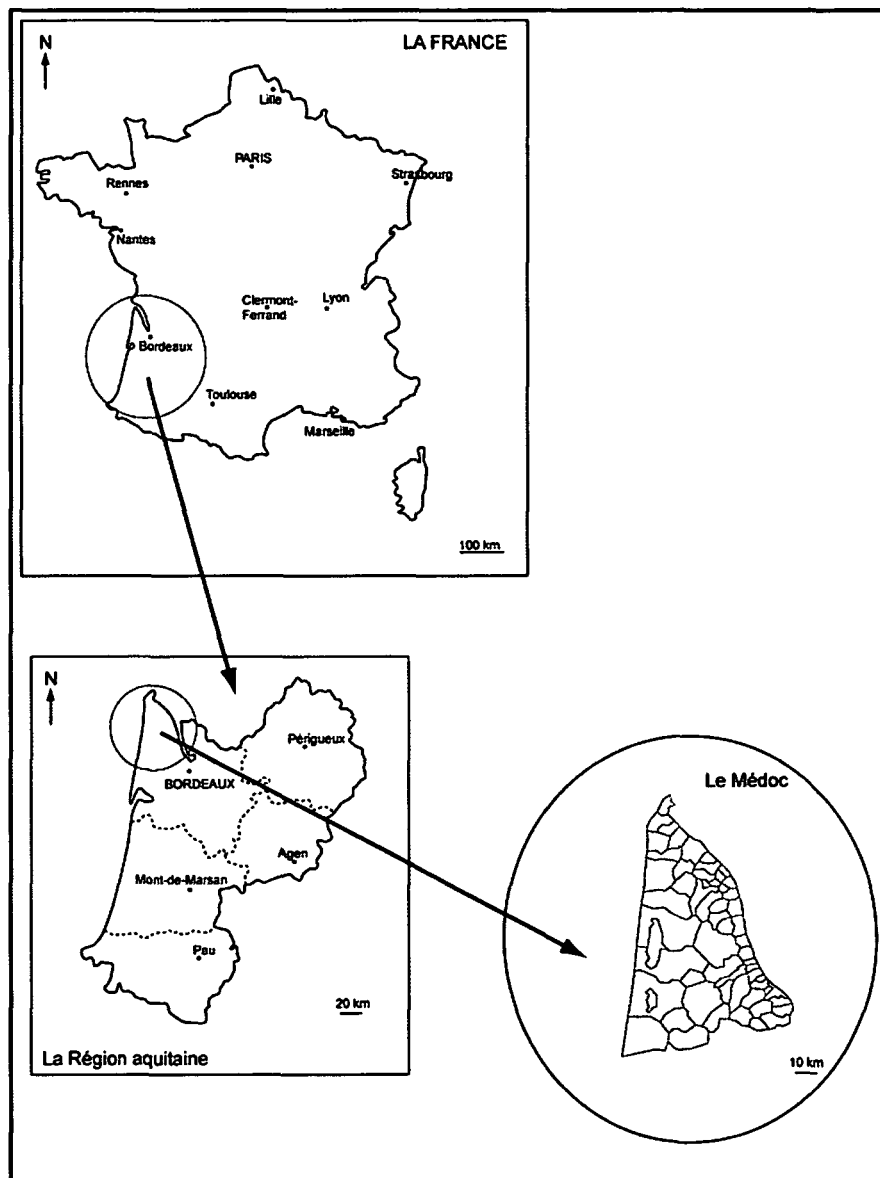 N
LA FRANCE
Lille
PARIS
Rennes
Strasbourg
Nantes
Clermont-
Ferrand
Lyon
Bordeaux
Toulouse
Marseille
100 km
N
Périgueux
BORDEAUX
Agen
Mont-de-Marsan
Pau
20 km
La Région aquitaine
Le Médoc
10 km